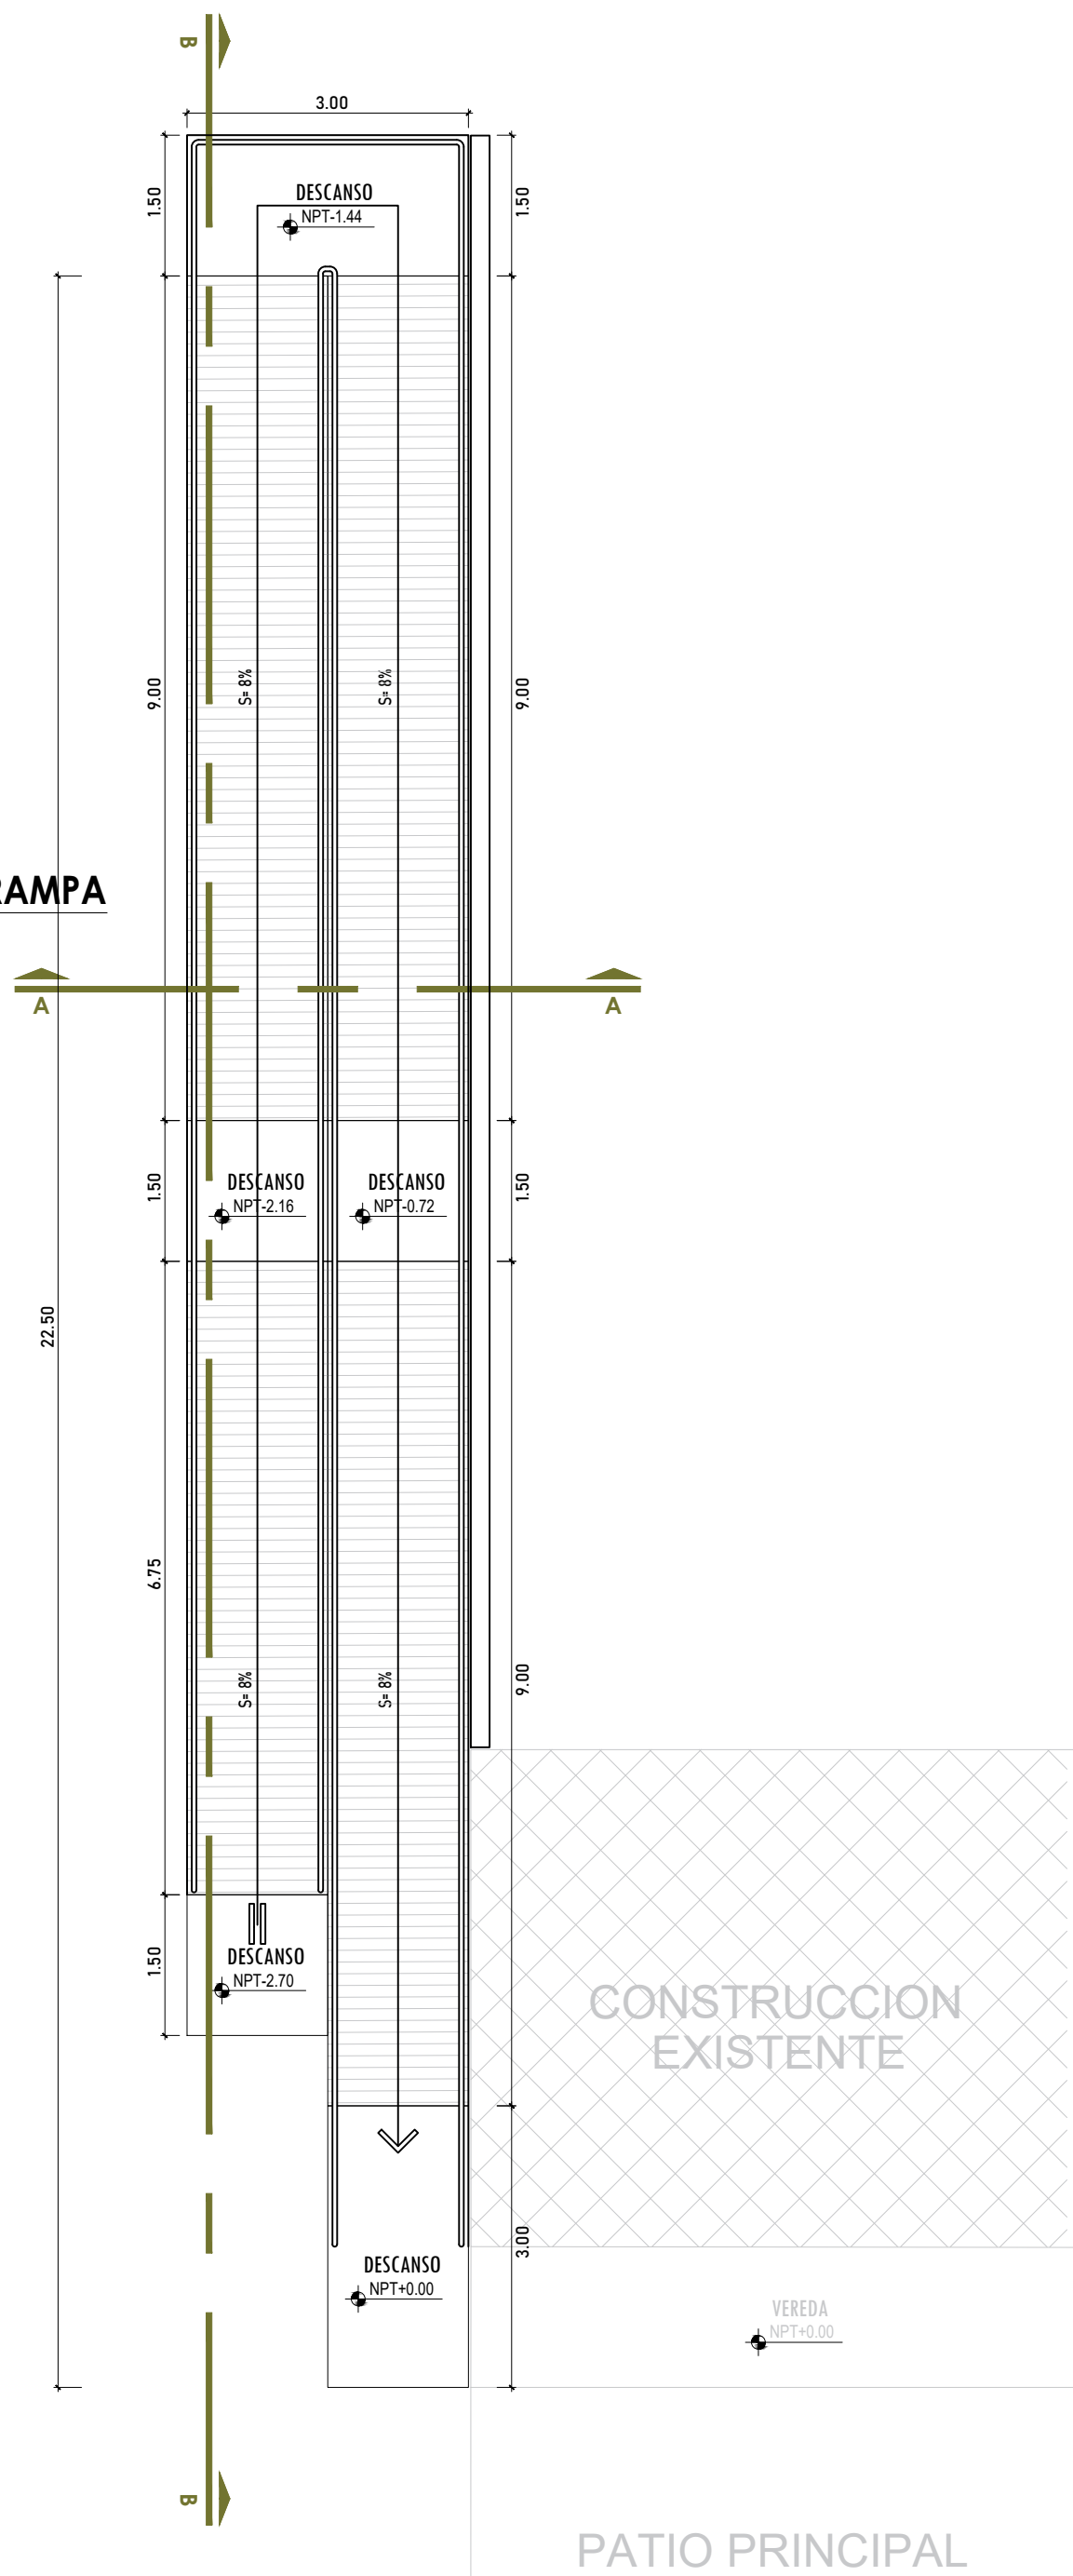 B
3.00
1.50
1.50
DESCANSO
NPT-1.44
9.00
S= 8%
S= 8%
9.00
RAMPA
A
A
1.50
DESCANSO
NPT-2.16
DESCANSO
NPT-0.72
1.50
22.50
6.75
S= 8%
S= 8%
9.00
1.50
DESCANSO
NPT-2.70
CONSTRUCCION
EXISTENTE
3.00
DESCANSO
NPT+0.00
VEREDA
NPT+0.00
B
PATIO PRINCIPAL